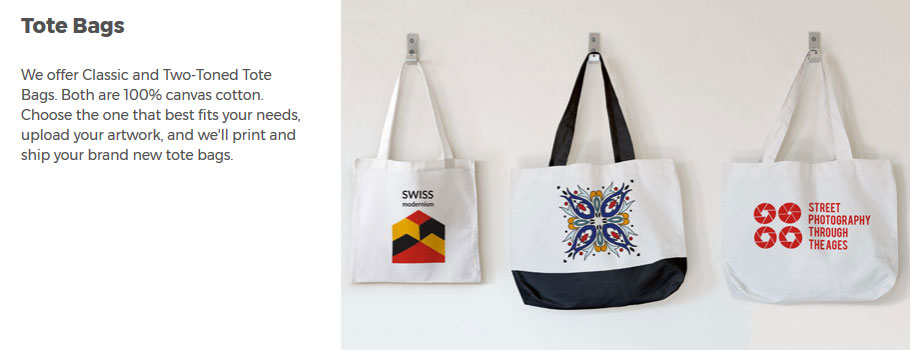 Tote Bags
We offer Classic and Two-Toned Tote
Bags. Both are 100% canvas cotton.
Choose the one that best fits your needs,
upload your artwork, and we'll print and
ship your brand new tote bags.
SWISS
modernism
STREET
PHOTOGRAPHY
THROUGH
THE AGES